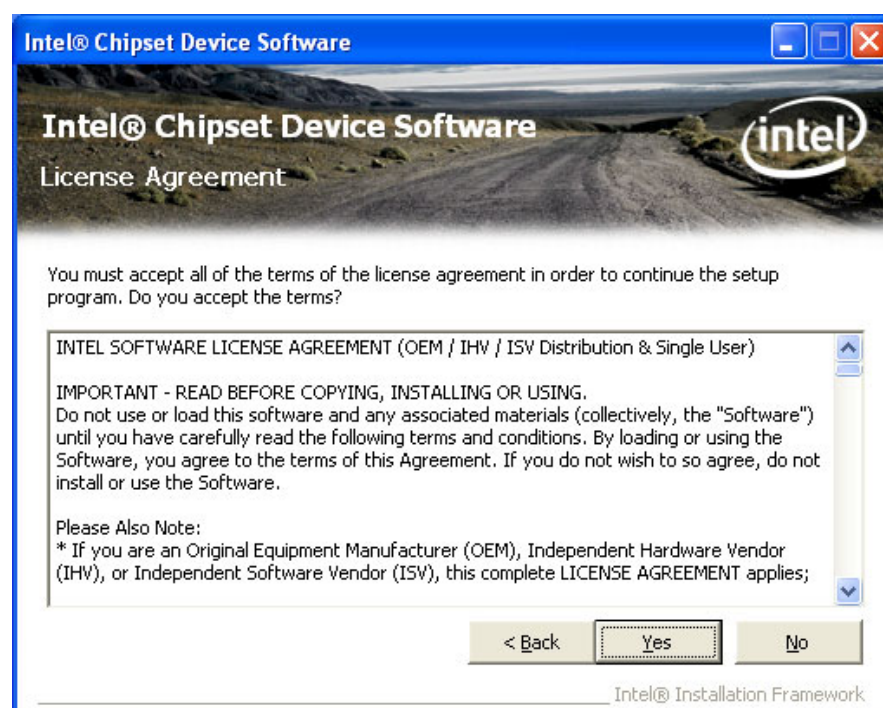 Intel® Chipset Device Software
Intel® Chipset Device Software
intel
License Agreement
You must accept all of the terms of the license agreement in order to continue the setup
program. Do you accept the terms?
INTEL SOFTWARE LICENSE AGREEMENT (OEM / IHV / ISV Distribution & Single User)
IMPORTANT - READ BEFORE COPYING, INSTALLING OR USING.
Do not use or load this software and any associated materials (collectively, the "Software")
until you have carefully read the following terms and conditions. By loading or using the
Software, you agree to the terms of this Agreement. If you do not wish to so agree, do not
install or use the Software.
Please Also Note:
* If you are an Original Equipment Manufacturer (OEM), Independent Hardware Vendor
(IHV), or Independent Software Vendor (ISV), this complete LICENSE AGREEMENT applies;
< Back Yes No
Intel® Installation Framework